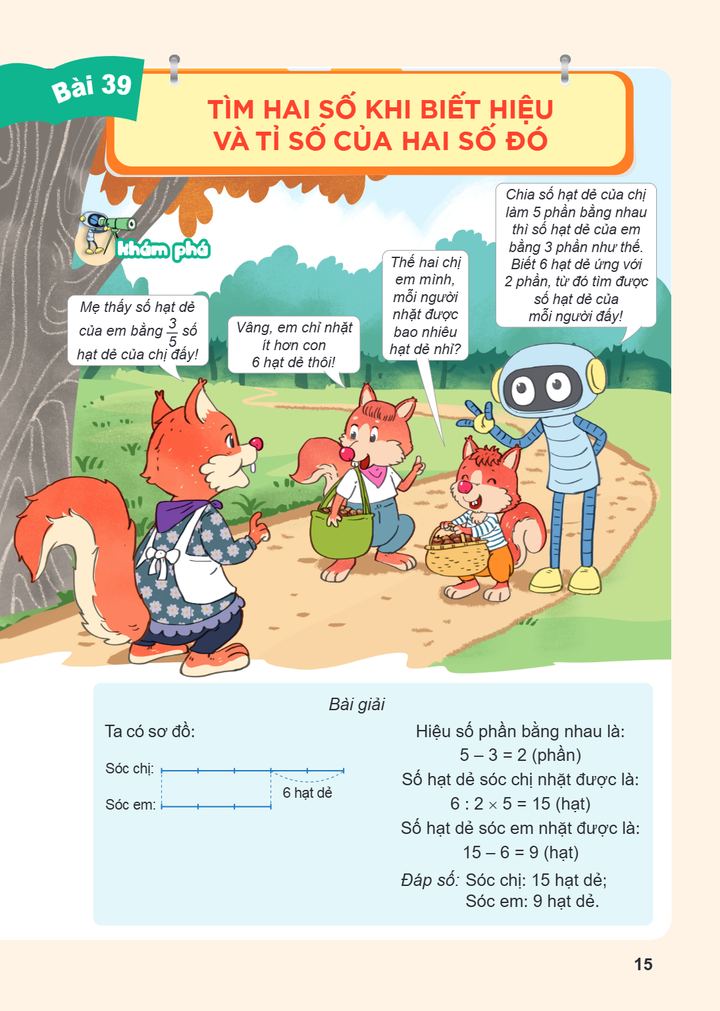 Bài 39
TÌM HAI SỐ KHI BIẾT HIỆU
VÀ TỈ SỐ CỦA HAI SỐ ĐÓ
khám phá
Mẹ thấy số hạt dẻ
của em bằng 3/5 số
hạt dẻ của chị đấy!
Vâng, em chỉ nhặt
ít hơn con
6 hạt dẻ thôi!
Thế hai chị
em mình,
mỗi người
nhặt được
bao nhiêu
hạt dẻ nhỉ?
Chia số hạt dẻ của chị
làm 5 phần bằng nhau
thì số hạt dẻ của em
bằng 3 phần như thế.
Biết 6 hạt dẻ ứng với
2 phần, từ đó tìm được
số hạt dẻ của
mỗi người đấy!
Bài giải
Ta có sơ đồ:
Sóc chị:
6 hạt dẻ
Sóc em:
Hiệu số phần bằng nhau là:
5 – 3 = 2 (phần)
Số hạt dẻ sóc chị nhặt được là:
6 : 2 × 5 = 15 (hạt)
Số hạt dẻ sóc em nhặt được là:
15 – 6 = 9 (hạt)
Đáp số: Sóc chị: 15 hạt dẻ;
Sóc em: 9 hạt dẻ.
15